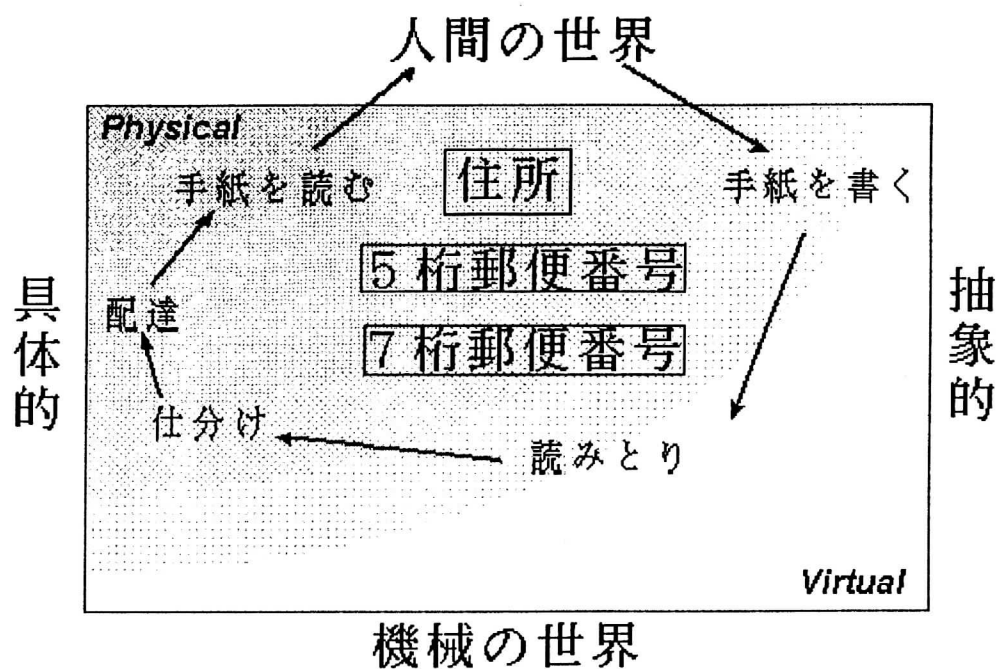 人間の世界
Physical
手紙を読む
住所
手紙を書く
5桁郵便番号
具体的
配達
7桁郵便番号
抽象的
仕分け
読みとり
Virtual
機械の世界